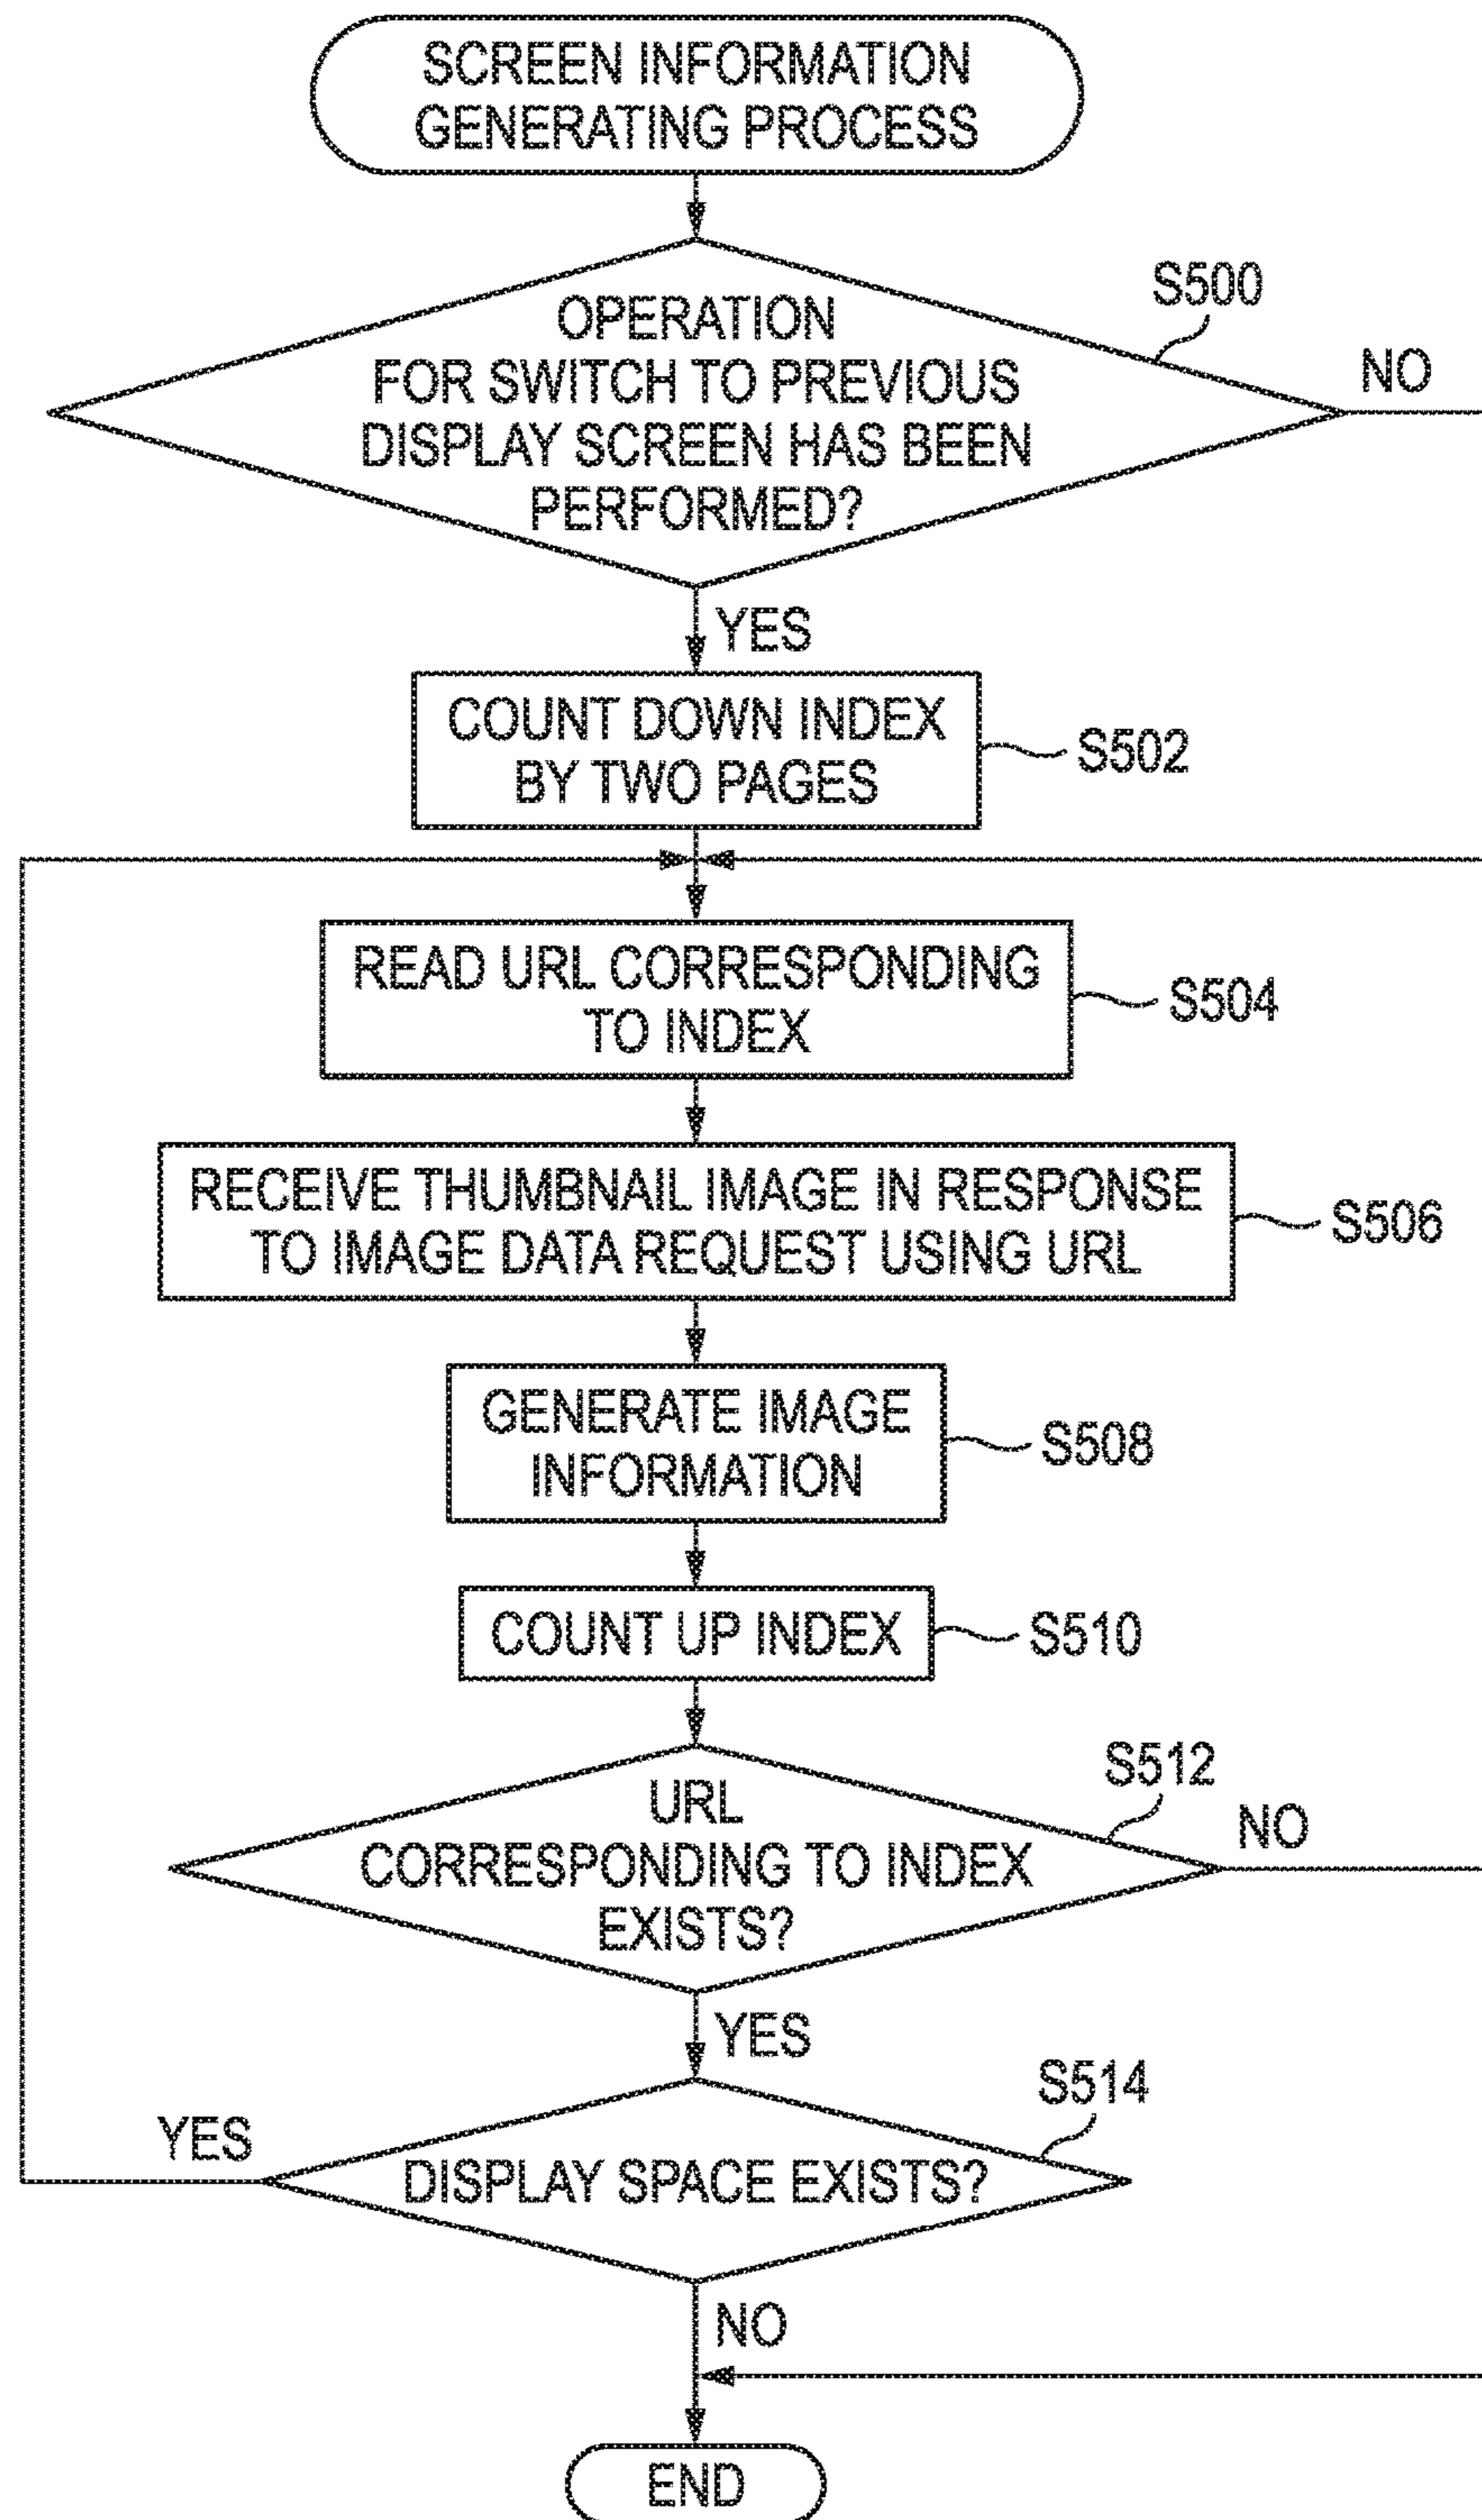 SCREEN INFORMATION
GENERATING PROCESS
S500
OPERATION
FOR SWITCH TO PREVIOUS
DISPLAY SCREEN HAS BEEN
PERFORMED?
NO
YES
COUNT DOWN INDEX
BY TWO PAGES
S502
READ URL CORRESPONDING
TO INDEX
S504
RECEIVE THUMBNAIL IMAGE IN RESPONSE
TO IMAGE DATA REQUEST USING URL
S506
GENERATE IMAGE
INFORMATION
S508
COUNT UP INDEX
S510
S512
URL
CORRESPONDING TO INDEX
EXISTS?
NO
YES
S514
YES
DISPLAY SPACE EXISTS?
NO
END